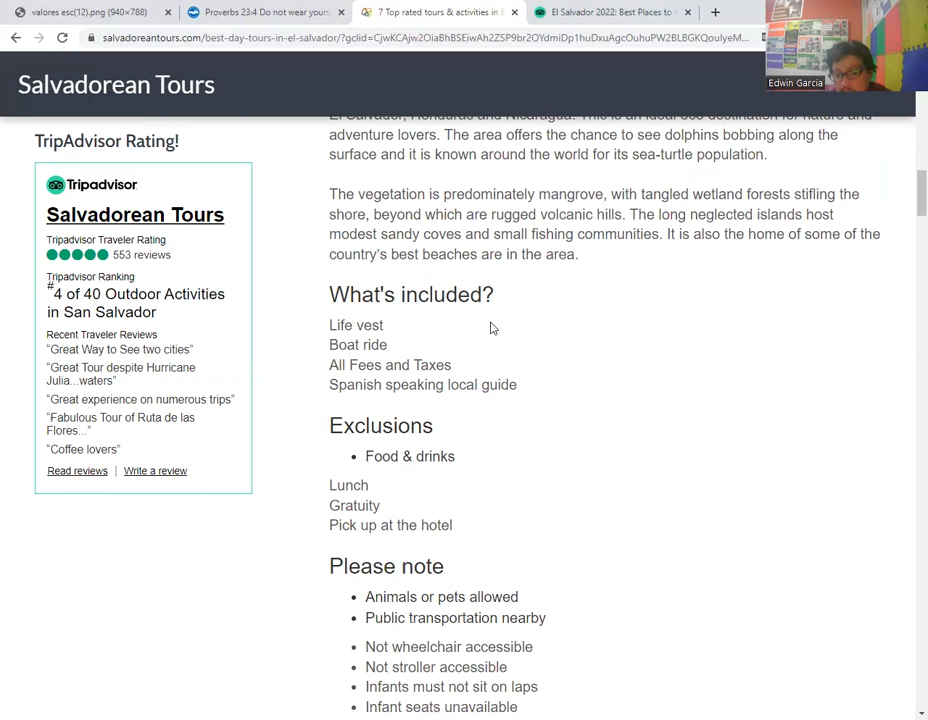 valores esc(12).png (940×788)
Proverbs 23:4 Do not wear yours
7 Top rated tours & activities in E
El Salvador 2022: Best Places to
salvadoreantours.com/best-day-tours-in-el-salvador/?gclid=CjwKCAjw2OiaBhBSEiwAh2ZSP9br2OYdmiDp1huDxuAgcOuhuPW2BLBGKQoulyeM...
Edwin Garcia
Salvadorean Tours
TripAdvisor Rating!
Tripadvisor
Salvadorean Tours
Tripadvisor Traveler Rating
553 reviews
Tripadvisor Ranking
#4 of 40 Outdoor Activities
in San Salvador
Recent Traveler Reviews
“Great Way to See two cities”
“Great Tour despite Hurricane
Julia...waters”
“Great experience on numerous trips”
“Fabulous Tour of Ruta de las
Flores...”
“Coffee lovers”
Read reviews | Write a review
El Salvador, Honduras and Nicaragua. This is an ideal eco destination for nature and
adventure lovers. The area offers the chance to see dolphins bobbing along the
surface and it is known around the world for its sea-turtle population.
The vegetation is predominately mangrove, with tangled wetland forests stifling the
shore, beyond which are rugged volcanic hills. The long neglected islands host
modest sandy coves and small fishing communities. It is also the home of some of the
country’s best beaches are in the area.
What's included?
Life vest
Boat ride
All Fees and Taxes
Spanish speaking local guide
Exclusions
• Food & drinks
Lunch
Gratuity
Pick up at the hotel
Please note
• Animals or pets allowed
• Public transportation nearby
• Not wheelchair accessible
• Not stroller accessible
• Infants must not sit on laps
• Infant seats unavailable